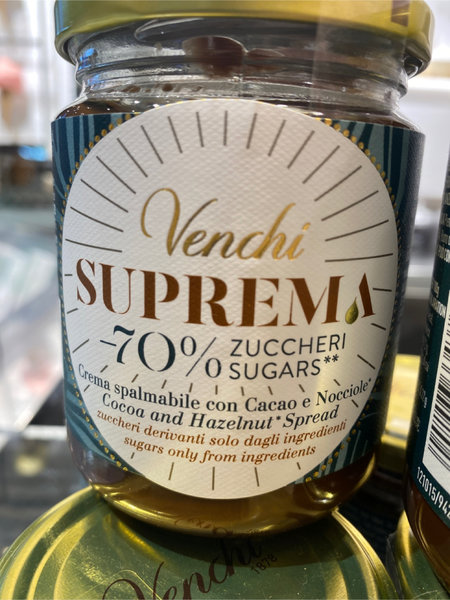 Venchi
SUPREMA
-70% ZUCCHERI
SUGARS**
Crema spalmabile con Cacao e Nocciole*
Cocoa and Hazelnut* Spread
zuccheri derivanti solo dagli ingredienti
sugars only from ingredients
Venchi
1878